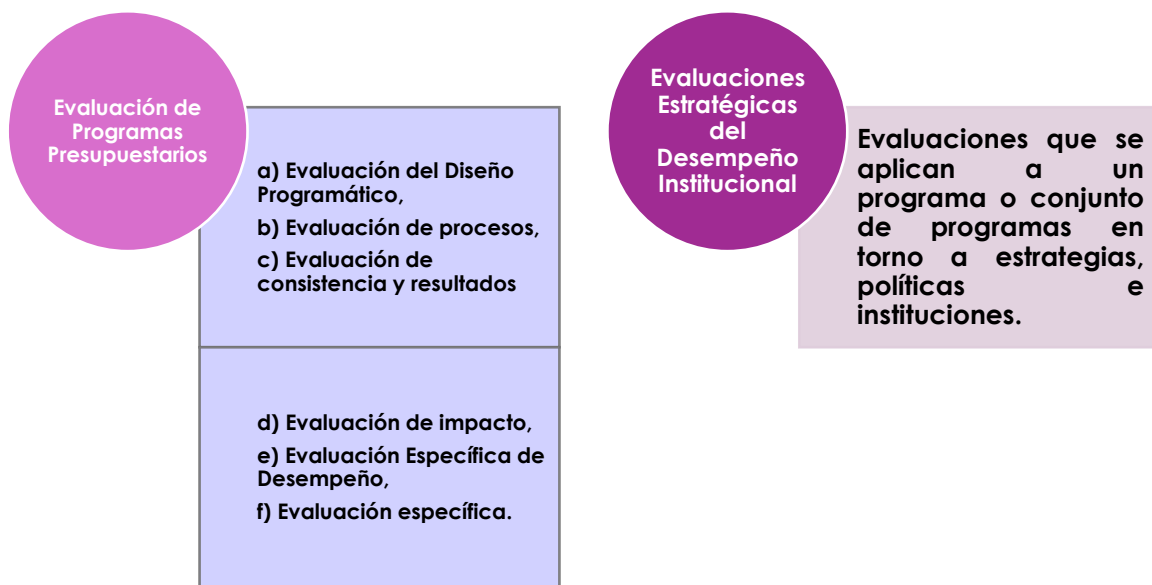 Evaluación de
Programas
Presupuestarios
a) Evaluación del Diseño
Programático,
b) Evaluación de procesos,
c) Evaluación de
consistencia y resultados
d) Evaluación de impacto,
e) Evaluación Específica de
Desempeño,
f) Evaluación específica.
Evaluaciones
Estratégicas
del
Desempeño
Institucional
Evaluaciones que se
aplican a un
programa o conjunto
de programas en
torno a estrategias,
políticas e
instituciones.